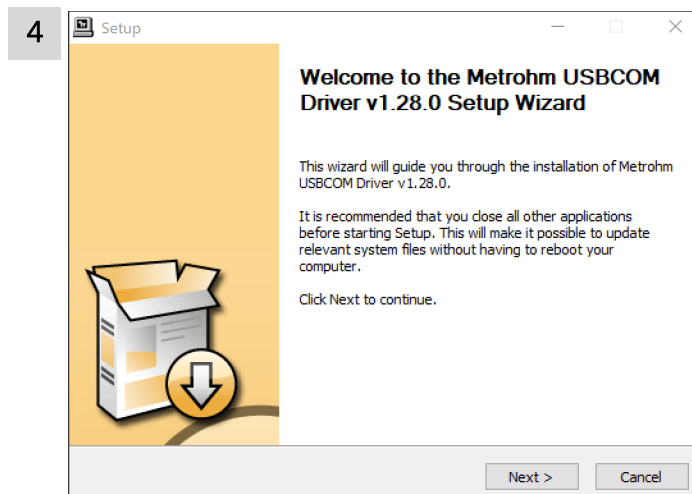 4
Setup
Welcome to the Metrohm USBCOM
Driver v1.28.0 Setup Wizard
This wizard will guide you through the installation of Metrohm
USBCOM Driver v1.28.0.
It is recommended that you close all other applications
before starting Setup. This will make it possible to update
relevant system files without having to reboot your
computer.
Click Next to continue.
Next >
Cancel